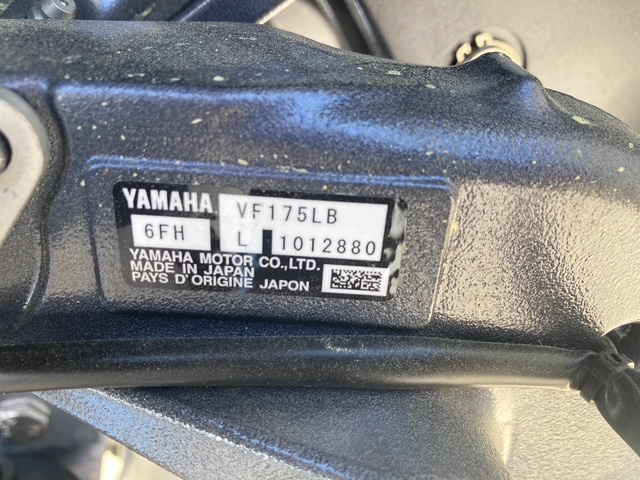 YAMAHA VF175LB
6FH L 1012880
YAMAHA MOTOR CO.,LTD.
MADE IN JAPAN
PAYS D'ORIGINE JAPON